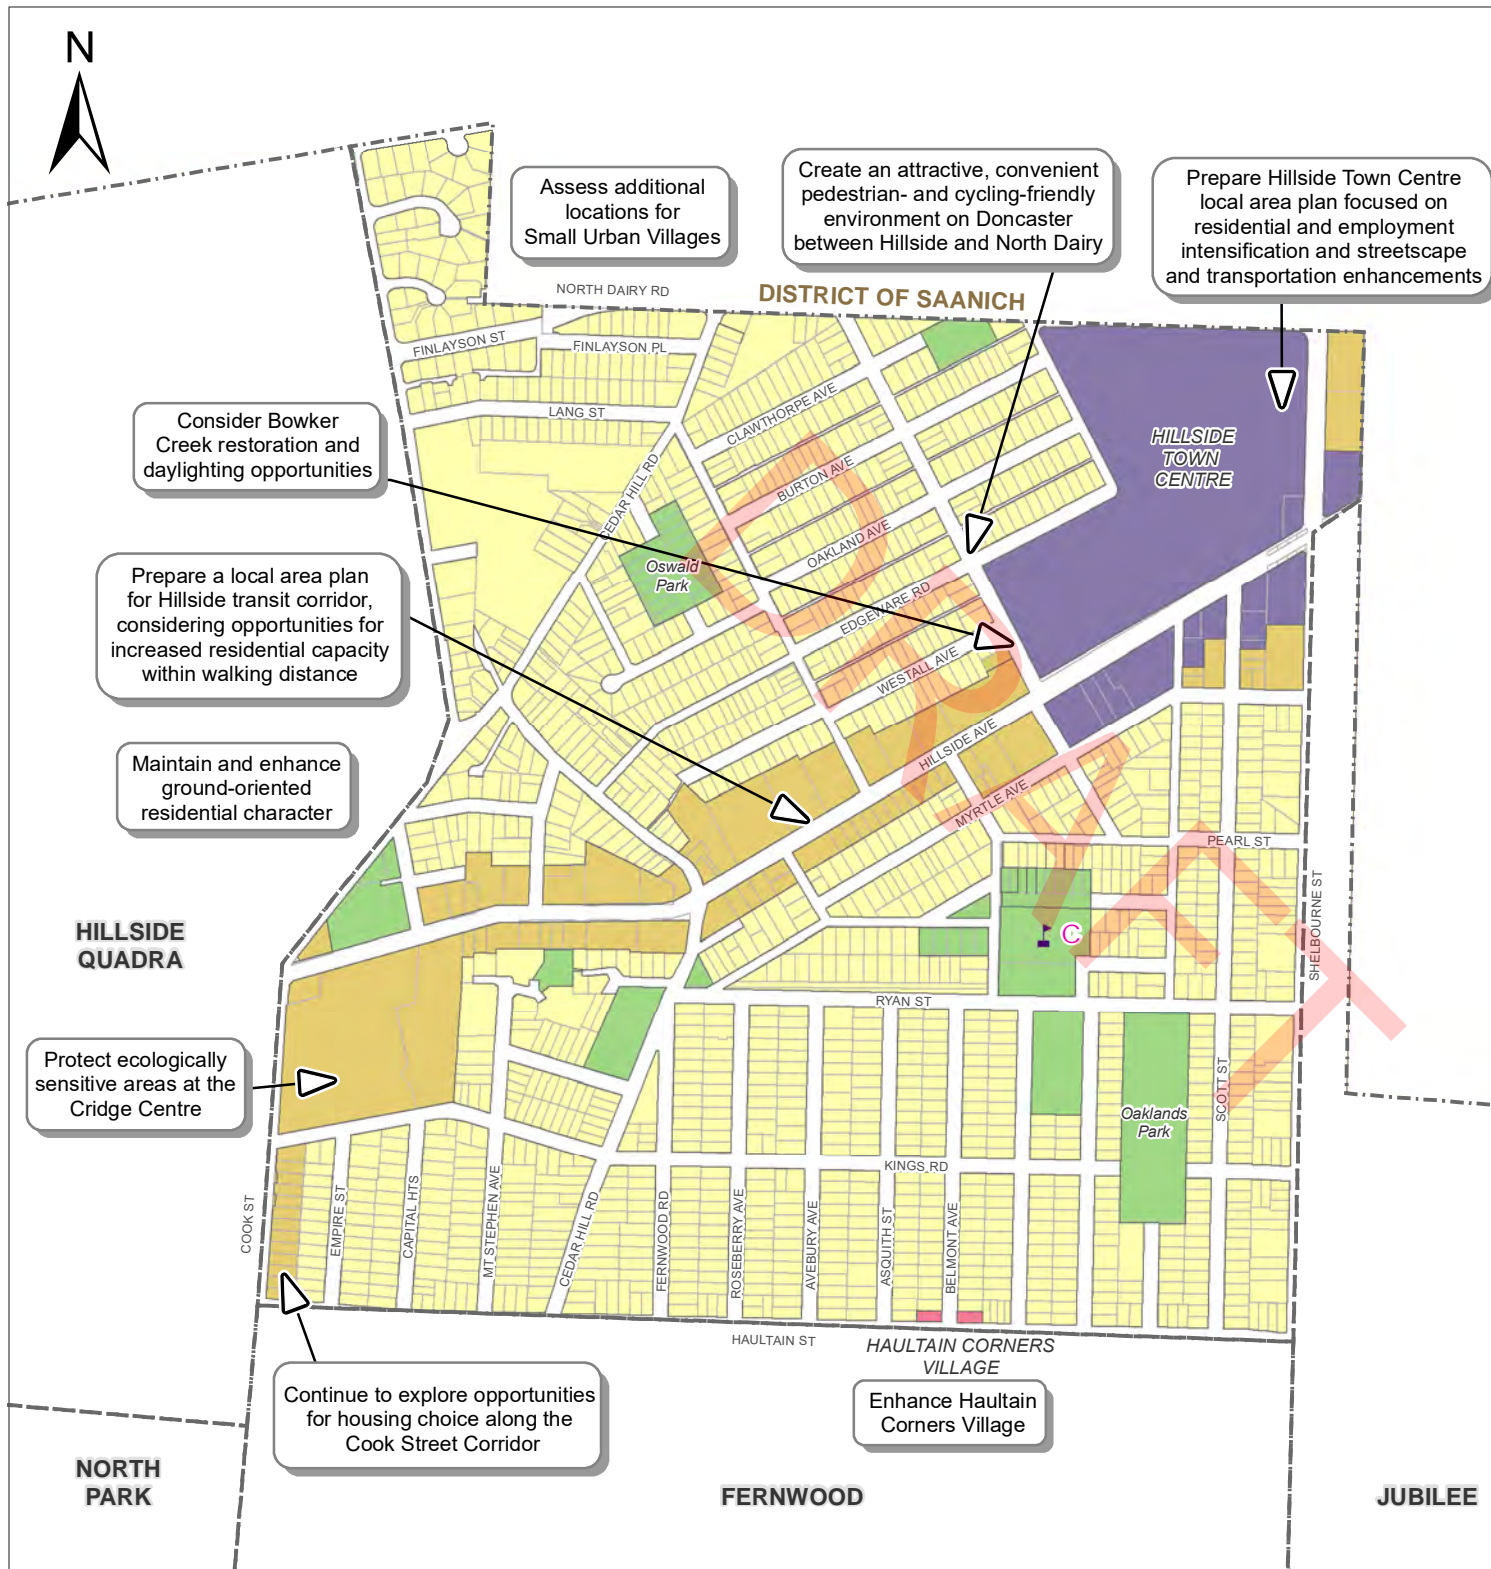 N
Assess additional
locations for
Small Urban Villages
Create an attractive, convenient
pedestrian- and cycling-friendly
environment on Doncaster
between Hillside and North Dairy
Prepare Hillside Town Centre
local area plan focused on
residential and employment
intensification and streetscape
and transportation enhancements
NORTH DAIRY RD
DISTRICT OF SAANICH
FINLAYSON ST
FINLAYSON PL
LANG ST
CLAWTHORPE AVE
Consider Bowker
Creek restoration and
daylighting opportunities
HILLSIDE
TOWN
CENTRE
CEDAR HILL RD
BURTON AVE
OAKLAND AVE
Oswald
Park
EDGEWARE RD
WESTALL AVE
Prepare a local area plan
for Hillside transit corridor,
considering opportunities for
increased residential capacity
within walking distance
HILLSIDE AVE
MYRTLE AVE
Maintain and enhance
ground-oriented
residential character
PEARL ST
SHELBOURNE ST
DRAFT
HILLSIDE
QUADRA
C
RYAN ST
Protect ecologically
sensitive areas at the
Cridge Centre
SCOTT ST
Oaklands
Park
KINGS RD
COOK ST
EMPIRE ST
CAPITAL HTS
MT STEPHEN AVE
CEDAR HILL RD
FERNWOOD RD
ROSEBERRY AVE
AVEBURY AVE
ASQUITH ST
BELMONT AVE
HAULTAIN ST
HAULTAIN CORNERS
VILLAGE
Continue to explore opportunities
for housing choice along the
Cook Street Corridor
Enhance Haultain
Corners Village
NORTH
PARK
FERNWOOD
JUBILEE